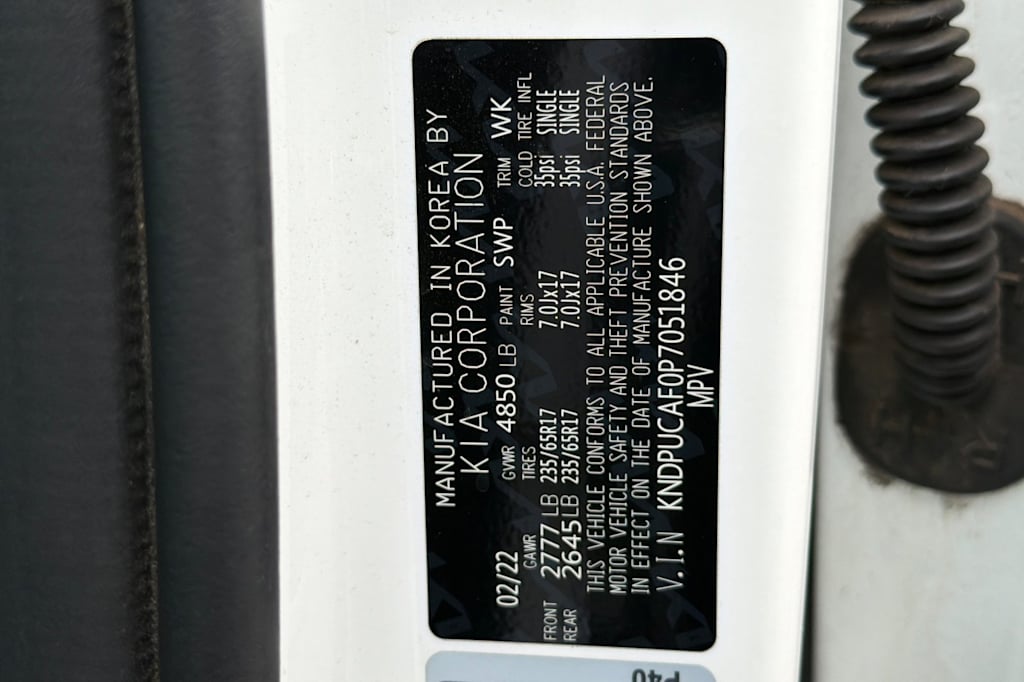 MANUFACTURED IN KOREA BY
KIA CORPORATION
02/22 GVWR 4850 LB PAINT SWP TRIM WK
GAWR TIRES RIMS COLD TIRE INFL
FRONT 2777 LB 235/65R17 7.0Jx17 35psi SINGLE
REAR 2645 LB 235/65R17 7.0Jx17 35psi SINGLE
THIS VEHICLE CONFORMS TO ALL APPLICABLE U.S.A. FEDERAL
MOTOR VEHICLE SAFETY AND THEFT PREVENTION STANDARDS
IN EFFECT ON THE DATE OF MANUFACTURE SHOWN ABOVE.
V.I.N KNDPUCAF0P7051846
MPV